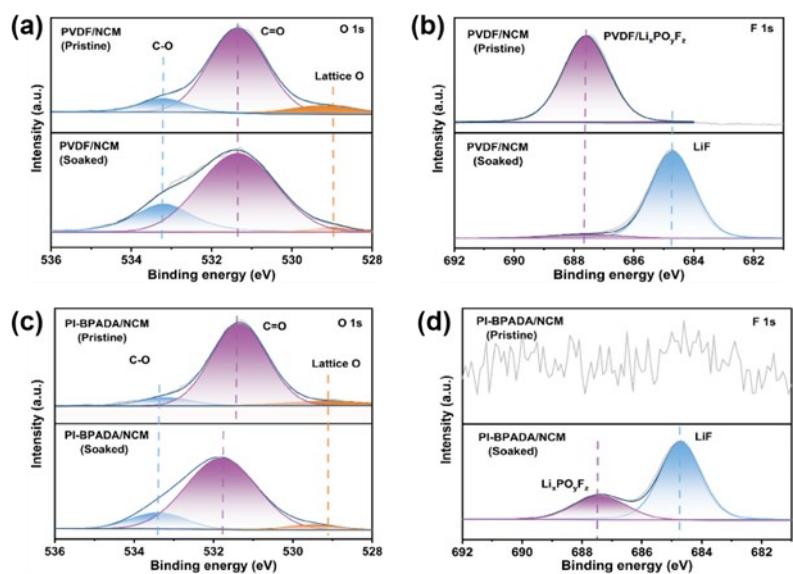 (a)
PVDF/NCM
(Pristine)
C-O
C=O
O 1s
Lattice O
PVDF/NCM
(Soaked)
Intensity (a.u.)
536 534 532 530 528
Binding energy (eV)
(b)
PVDF/NCM
(Pristine)
PVDF/LiₓPOᵧF_z
F 1s
PVDF/NCM
(Soaked)
LiF
Intensity (a.u.)
692 690 688 686 684 682
Binding energy (eV)
(c)
PI-BPADA/NCM
(Pristine)
C-O
C=O
O 1s
Lattice O
PI-BPADA/NCM
(Soaked)
Intensity (a.u.)
536 534 532 530 528
Binding energy (eV)
(d)
PI-BPADA/NCM
(Pristine)
F 1s
PI-BPADA/NCM
(Soaked)
LiₓPOᵧF_z
LiF
Intensity (a.u.)
692 690 688 686 684 682
Binding energy (eV)